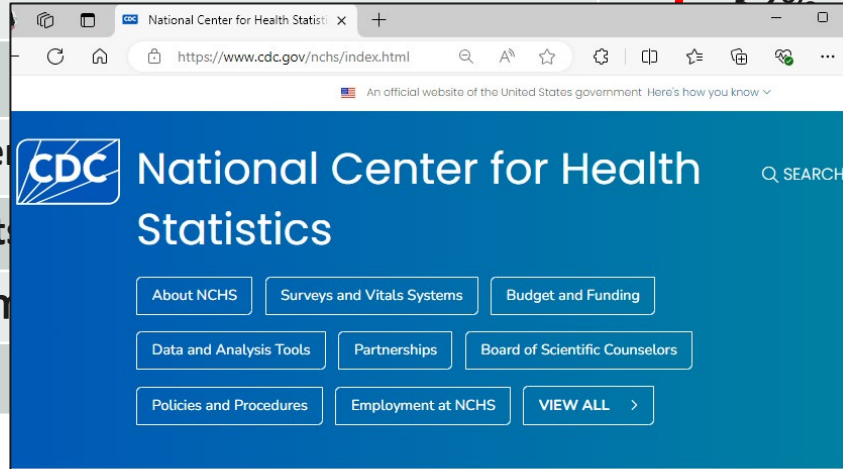 National Center for Health Statisti
https://www.cdc.gov/nchs/index.html
An official website of the United States government Here's how you know
CDC National Center for Health
Statistics
SEARCH
About NCHS Surveys and Vitals Systems Budget and Funding
Data and Analysis Tools Partnerships Board of Scientific Counselors
Policies and Procedures Employment at NCHS VIEW ALL >